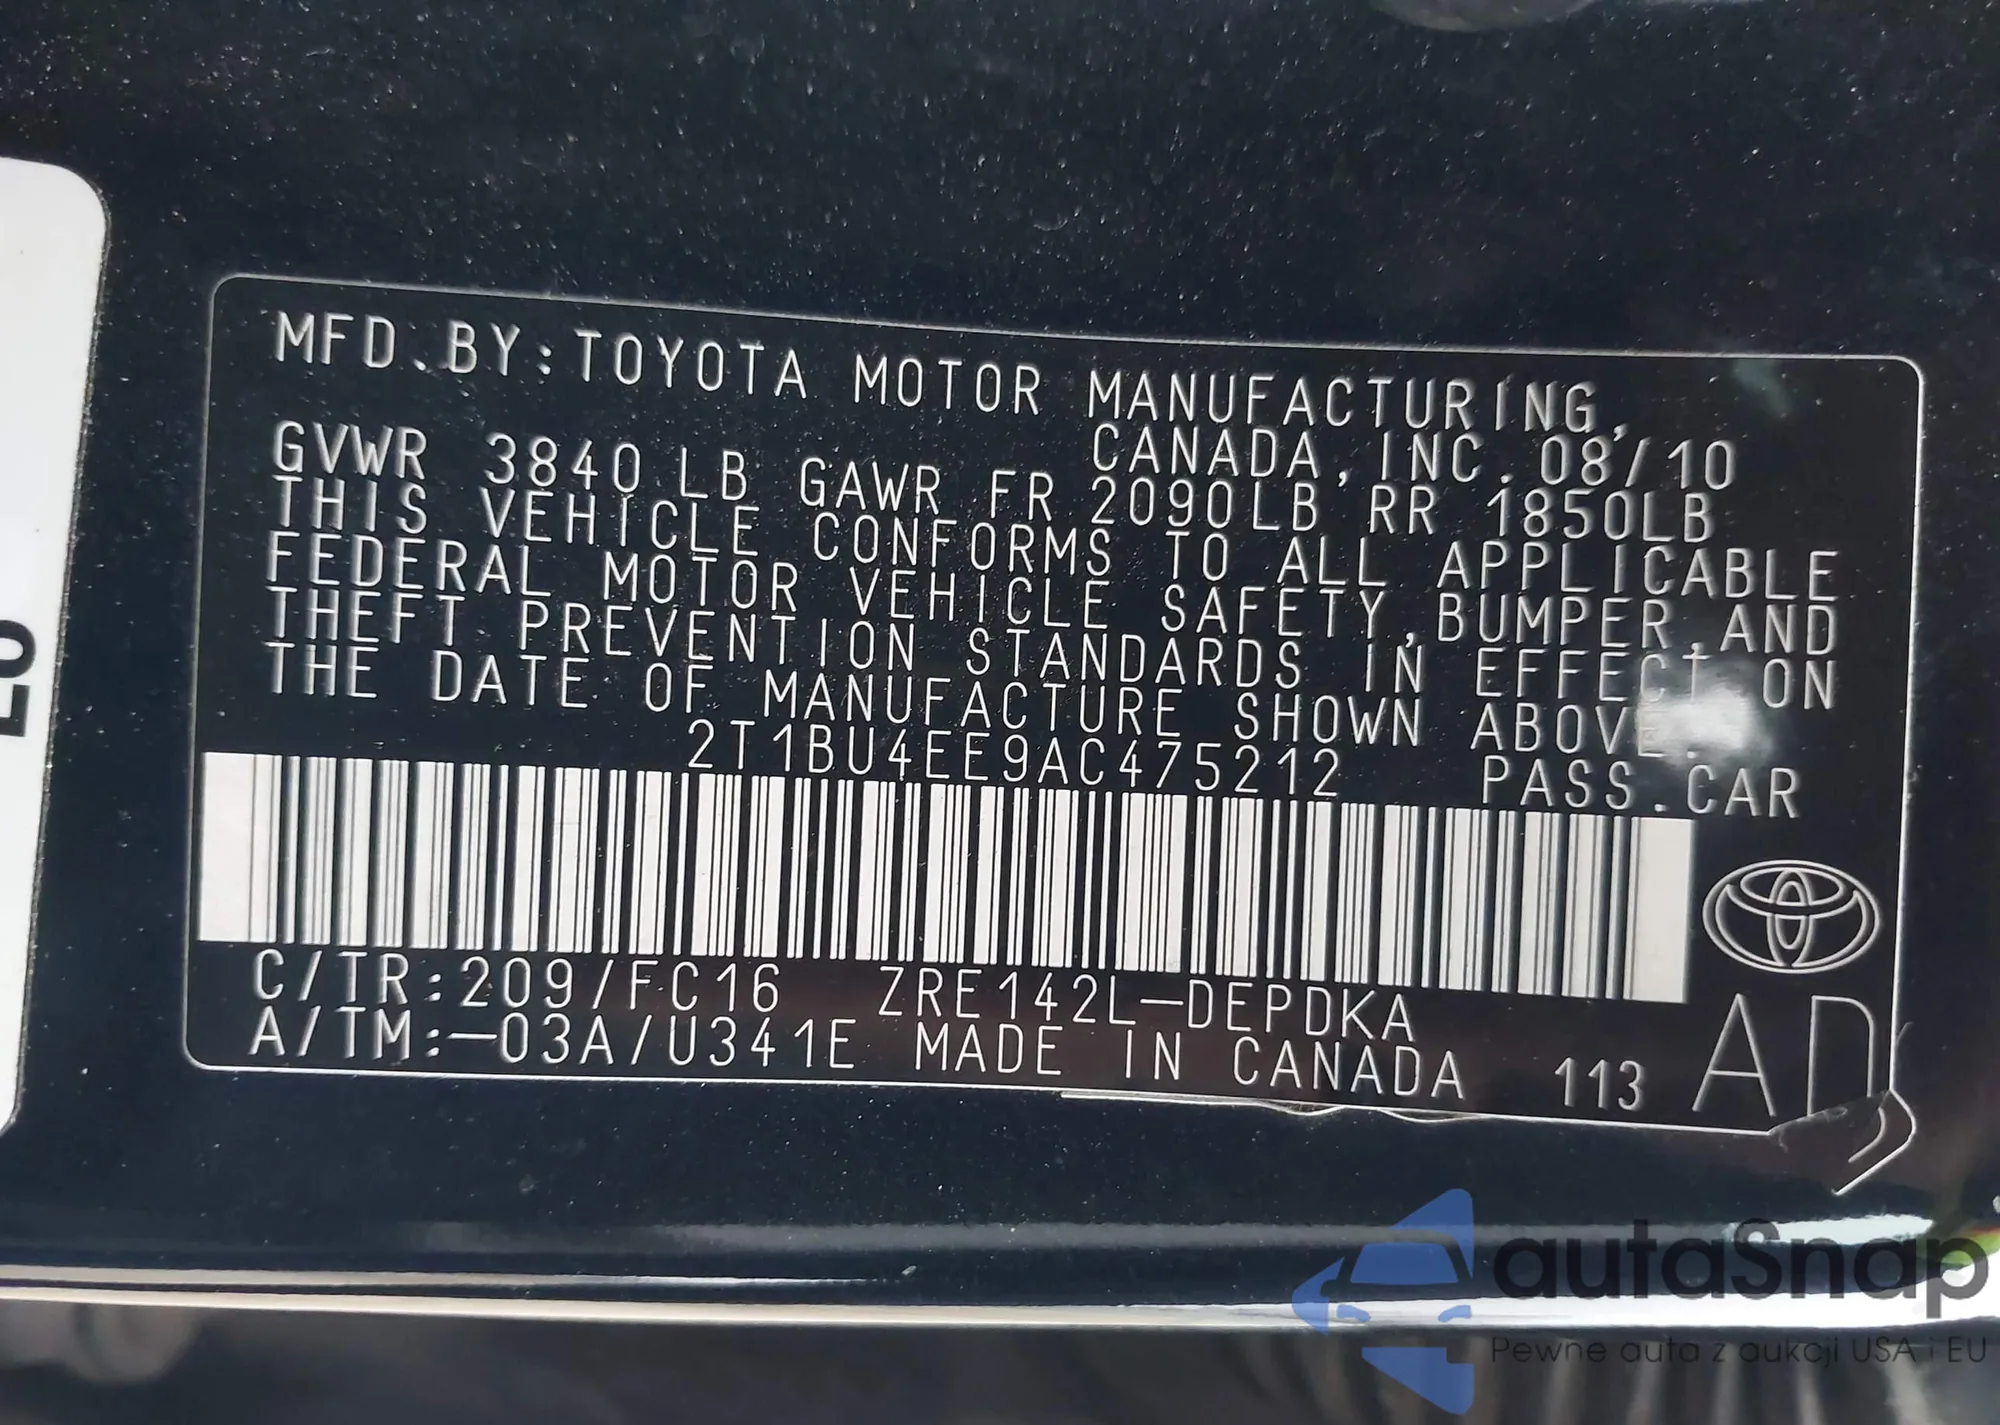 MFD.BY:TOYOTA MOTOR MANUFACTURING,
CANADA,INC. 08/10
GVWR 3840 LB GAWR FR 2090LB RR 1850LB
THIS VEHICLE CONFORMS TO ALL APPLICABLE
FEDERAL MOTOR VEHICLE SAFETY,BUMPER,AND
THEFT PREVENTION STANDARDS IN EFFECT ON
THE DATE OF MANUFACTURE SHOWN ABOVE.
2T1BU4EE9AC475212 PASS.CAR
C/TR:209/FC16 ZRE142L-DEPDKA
A/TM:-03A/U341E MADE IN CANADA 113 AD
autaSnap
Pewne auta z aukcji USA i EU